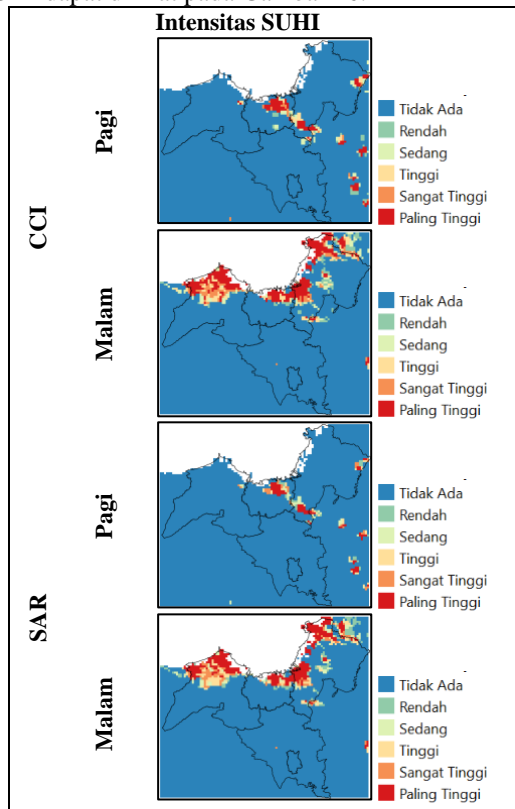 Intensitas SUHI
CCI
Pagi
Tidak Ada
Rendah
Sedang
Tinggi
Sangat Tinggi
Paling Tinggi
Malam
Tidak Ada
Rendah
Sedang
Tinggi
Sangat Tinggi
Paling Tinggi
SAR
Pagi
Tidak Ada
Rendah
Sedang
Tinggi
Sangat Tinggi
Paling Tinggi
Malam
Tidak Ada
Rendah
Sedang
Tinggi
Sangat Tinggi
Paling Tinggi